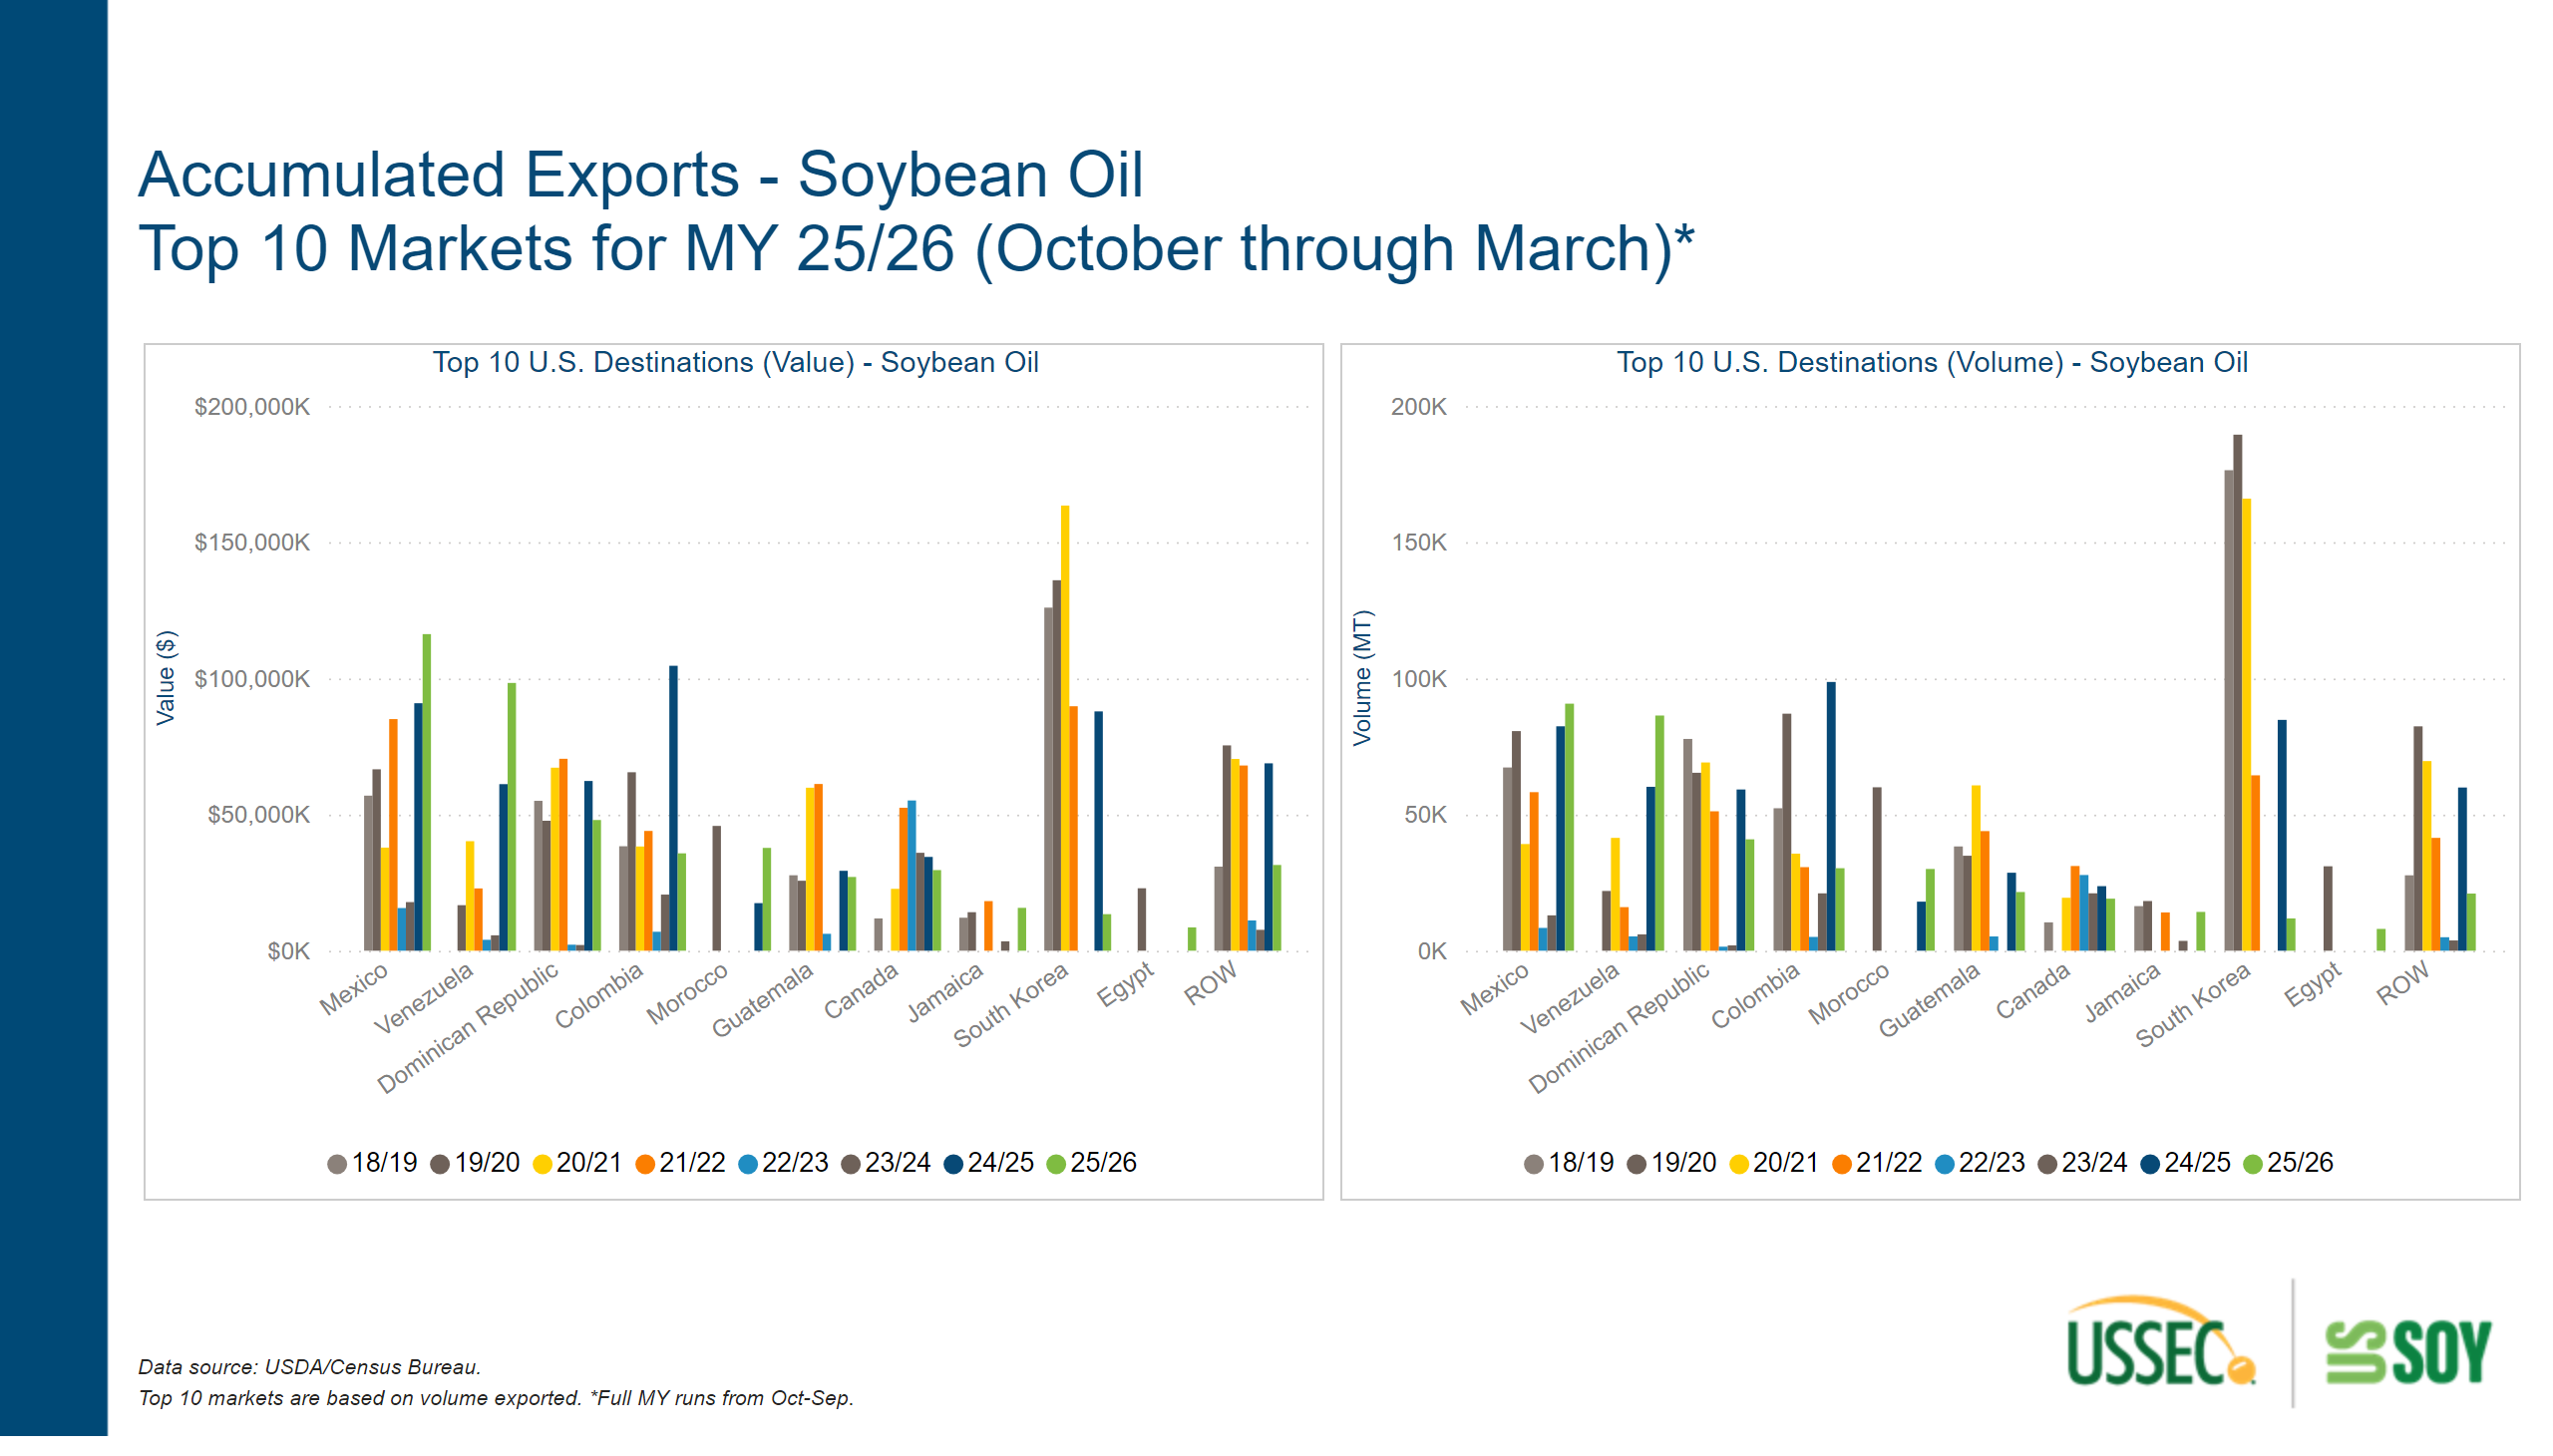 Accumulated Exports - Soybean Oil
Top 10 Markets for MY 25/26 (October through March)*
Top 10 U.S. Destinations (Value) - Soybean Oil
Value ($)
$200,000K
$150,000K
$100,000K
$50,000K
$0K
Mexico
Venezuela
Dominican Republic
Colombia
Morocco
Guatemala
Canada
Jamaica
South Korea
Egypt
ROW
18/19 19/20 20/21 21/22 22/23 23/24 24/25 25/26
Top 10 U.S. Destinations (Volume) - Soybean Oil
Volume (MT)
200K
150K
100K
50K
0K
Mexico
Venezuela
Dominican Republic
Colombia
Morocco
Guatemala
Canada
Jamaica
South Korea
Egypt
ROW
18/19 19/20 20/21 21/22 22/23 23/24 24/25 25/26
Data source: USDA/Census Bureau.
Top 10 markets are based on volume exported. *Full MY runs from Oct-Sep.
USSEC
US SOY